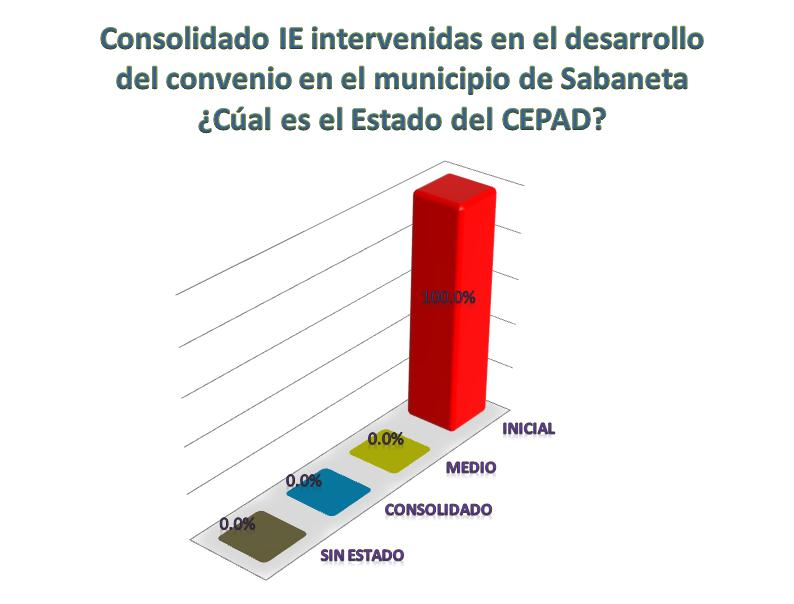 Consolidado IE intervenidas en el desarrollo
del convenio en el municipio de Sabaneta
¿Cúal es el Estado del CEPAD?
100.0%
INICIAL
0.0%
MEDIO
0.0%
CONSOLIDADO
0.0%
SIN ESTADO